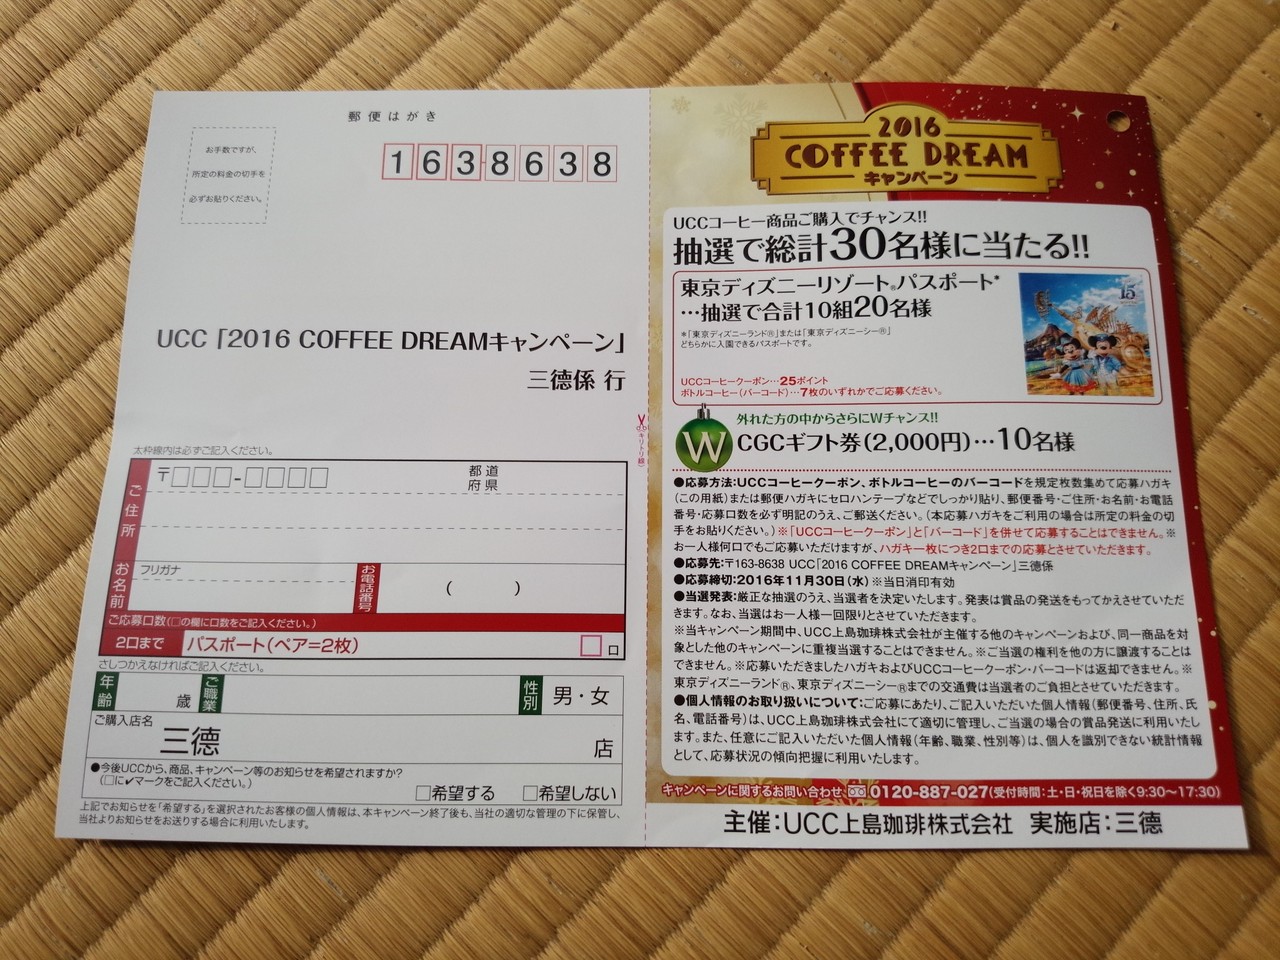 郵便はがき
お手数ですが、
所定の料金の切手を
必ずお貼りください。
1638638
UCC「2016 COFFEE DREAMキャンペーン」
三徳係 行
キリトリ線
太枠線内は必ずご記入ください。
ご住所
〒□□□-□□□□
都道
府県
お名前
フリガナ
お電話番号
( )
ご応募口数(□の欄に口数をご記入ください。)
2口まで
パスポート(ペア=2枚)
口
さしつかえなければご記入ください。
年齢
歳
ご職業
性別
男・女
ご購入店名
三徳
店
●今後UCCから、商品、キャンペーン等のお知らせを希望されますか?
(□に✓マークをご記入ください。)
□希望する □希望しない
上記でお知らせを「希望する」を選択されたお客様の個人情報は、本キャンペーン終了後も、当社の適切な管理の下に保管し、
当社よりお知らせをお送りする場合に利用いたします。
2016
COFFEE DREAM
キャンペーン
UCCコーヒー商品ご購入でチャンス!!
抽選で総計30名様に当たる!!
東京ディズニーリゾート®パスポート*
…抽選で合計10組20名様
*「東京ディズニーランド®」または「東京ディズニーシー®」
どちらかに入園できるパスポートです。
UCCコーヒークーポン…25ポイント
ボトルコーヒー(バーコード)…7枚のいずれかでご応募ください。
15
W
外れた方の中からさらにWチャンス!!
CGCギフト券(2,000円)…10名様
●応募方法:UCCコーヒークーポン、ボトルコーヒーのバーコードを規定枚数集めて応募ハガキ
(この用紙)または郵便ハガキにセロハンテープなどでしっかり貼り、郵便番号・ご住所・お名前・お電話
番号・応募口数を必ず明記のうえ、ご郵送ください。(本応募ハガキをご利用の場合は所定の料金の切
手をお貼りください。)※「UCCコーヒークーポン」と「バーコード」を併せて応募することはできません。※
お一人様何口でもご応募いただけますが、ハガキ一枚につき2口までの応募とさせていただきます。
●応募先:〒163-8638 UCC「2016 COFFEE DREAMキャンペーン」三徳係
●応募締切:2016年11月30日(水)※当日消印有効
●当選発表:厳正な抽選のうえ、当選者を決定いたします。発表は賞品の発送をもってかえさせていただ
きます。なお、当選はお一人様一回限りとさせていただきます。
※当キャンペーン期間中、UCC上島珈琲株式会社が主催する他のキャンペーンおよび、同一商品を対
象とした他のキャンペーンに重複当選することはできません。※ご当選の権利を他の方に譲渡することは
できません。※応募いただきましたハガキおよびUCCコーヒークーポン・バーコードは返却できません。※
東京ディズニーランド®、東京ディズニーシー®までの交通費は当選者のご負担とさせていただきます。
●個人情報のお取り扱いについて:ご応募にあたり、ご記入いただいた個人情報(郵便番号、住所、氏
名、電話番号)は、UCC上島珈琲株式会社にて適切に管理し、ご当選の場合の賞品発送に利用いたし
ます。また、任意にご記入いただいた個人情報(年齢、職業、性別等)は、個人を識別できない統計情報
として、応募状況の傾向把握に利用いたします。
キャンペーンに関するお問い合わせ 0120-887-027(受付時間:土・日・祝日を除く9:30〜17:30)
主催:UCC上島珈琲株式会社 実施店:三徳